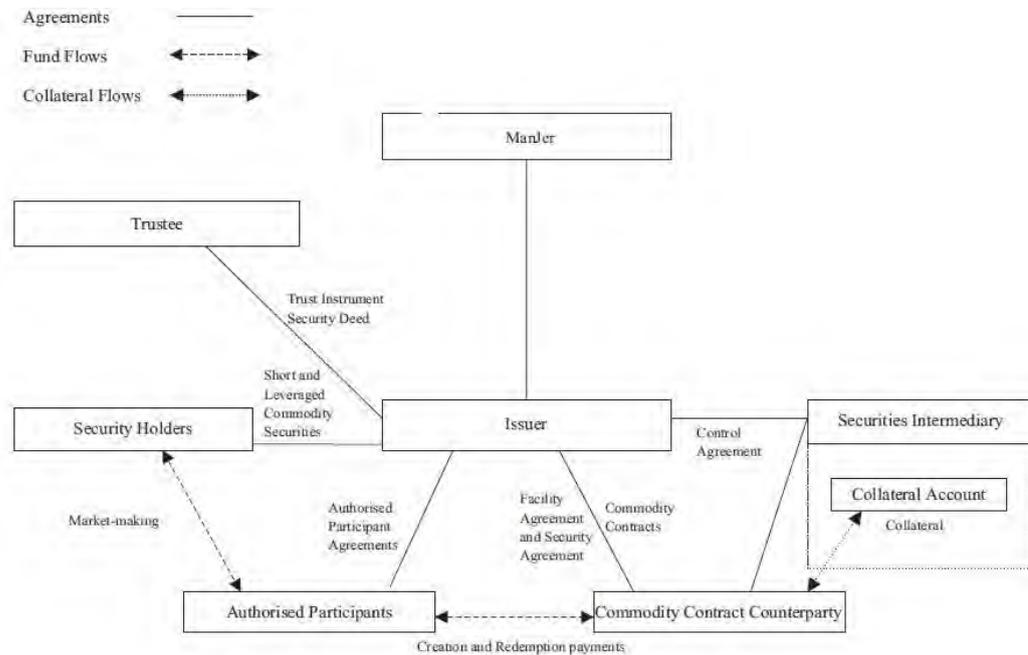 Agreements
Fund Flows
Collateral Flows
ManJer
Trustee
Trust Instrument
Security Deed
Short and
Leveraged
Commodity
Securities
Security Holders
Issuer
Securities Intermediary
Control
Agreement
Collateral Account
Collateral
Market-making
Authorised
Participant
Agreements
Facility
Agreement
and Security
Agreement
Commodity
Contracts
Authorised Participants
Commodity Contract Counterparty
Creation and Redemption payments